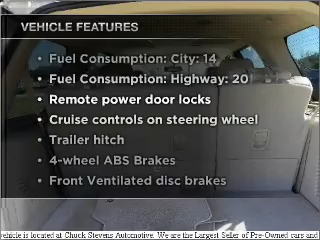 VEHICLE FEATURES
• Fuel Consumption: City: 14
• Fuel Consumption: Highway: 20
• Remote power door locks
• Cruise controls on steering wheel
• Trailer hitch
• 4-wheel ABS Brakes
• Front Ventilated disc brakes
vehicle is located at Chuck Stevens Automotive. We are the Largest Seller of Pre-Owned cars and